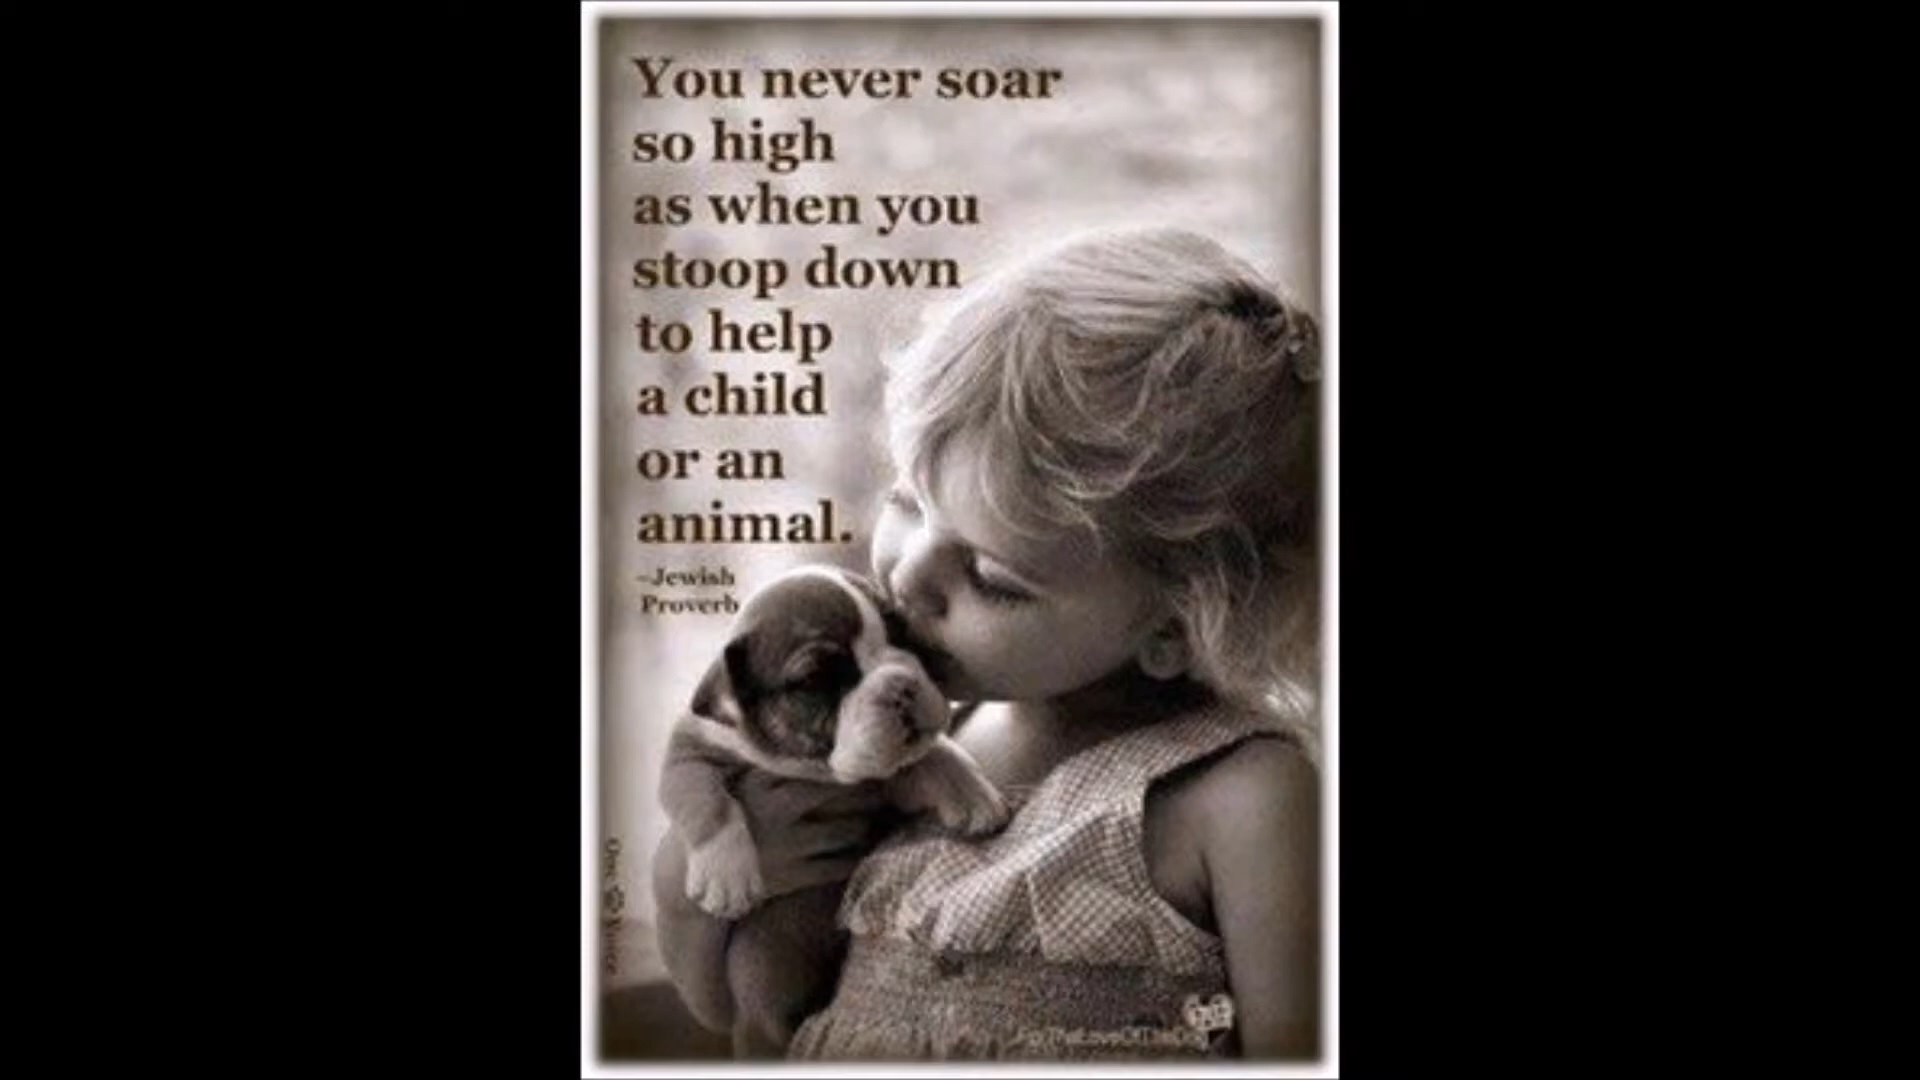 You never soar
so high
as when you
stoop down
to help
a child
or an
animal.
~Jewish
Proverb